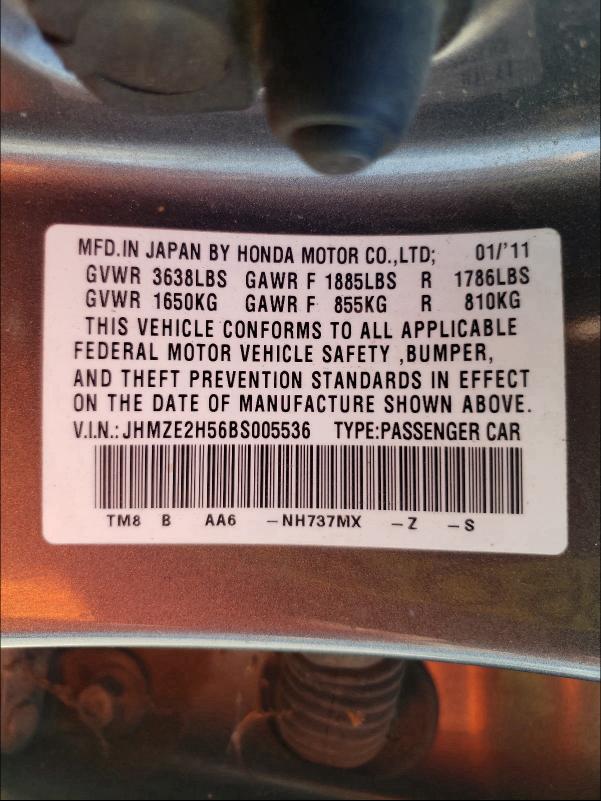 MFD.IN JAPAN BY HONDA MOTOR CO.,LTD; 01/'11
GVWR 3638LBS GAWR F 1885LBS R 1786LBS
GVWR 1650KG GAWR F 855KG R 810KG
THIS VEHICLE CONFORMS TO ALL APPLICABLE
FEDERAL MOTOR VEHICLE SAFETY ,BUMPER,
AND THEFT PREVENTION STANDARDS IN EFFECT
ON THE DATE OF MANUFACTURE SHOWN ABOVE.
V.I.N.: JHMZE2H56BS005536 TYPE:PASSENGER CAR
TM8 B AA6 -NH737MX -Z -S